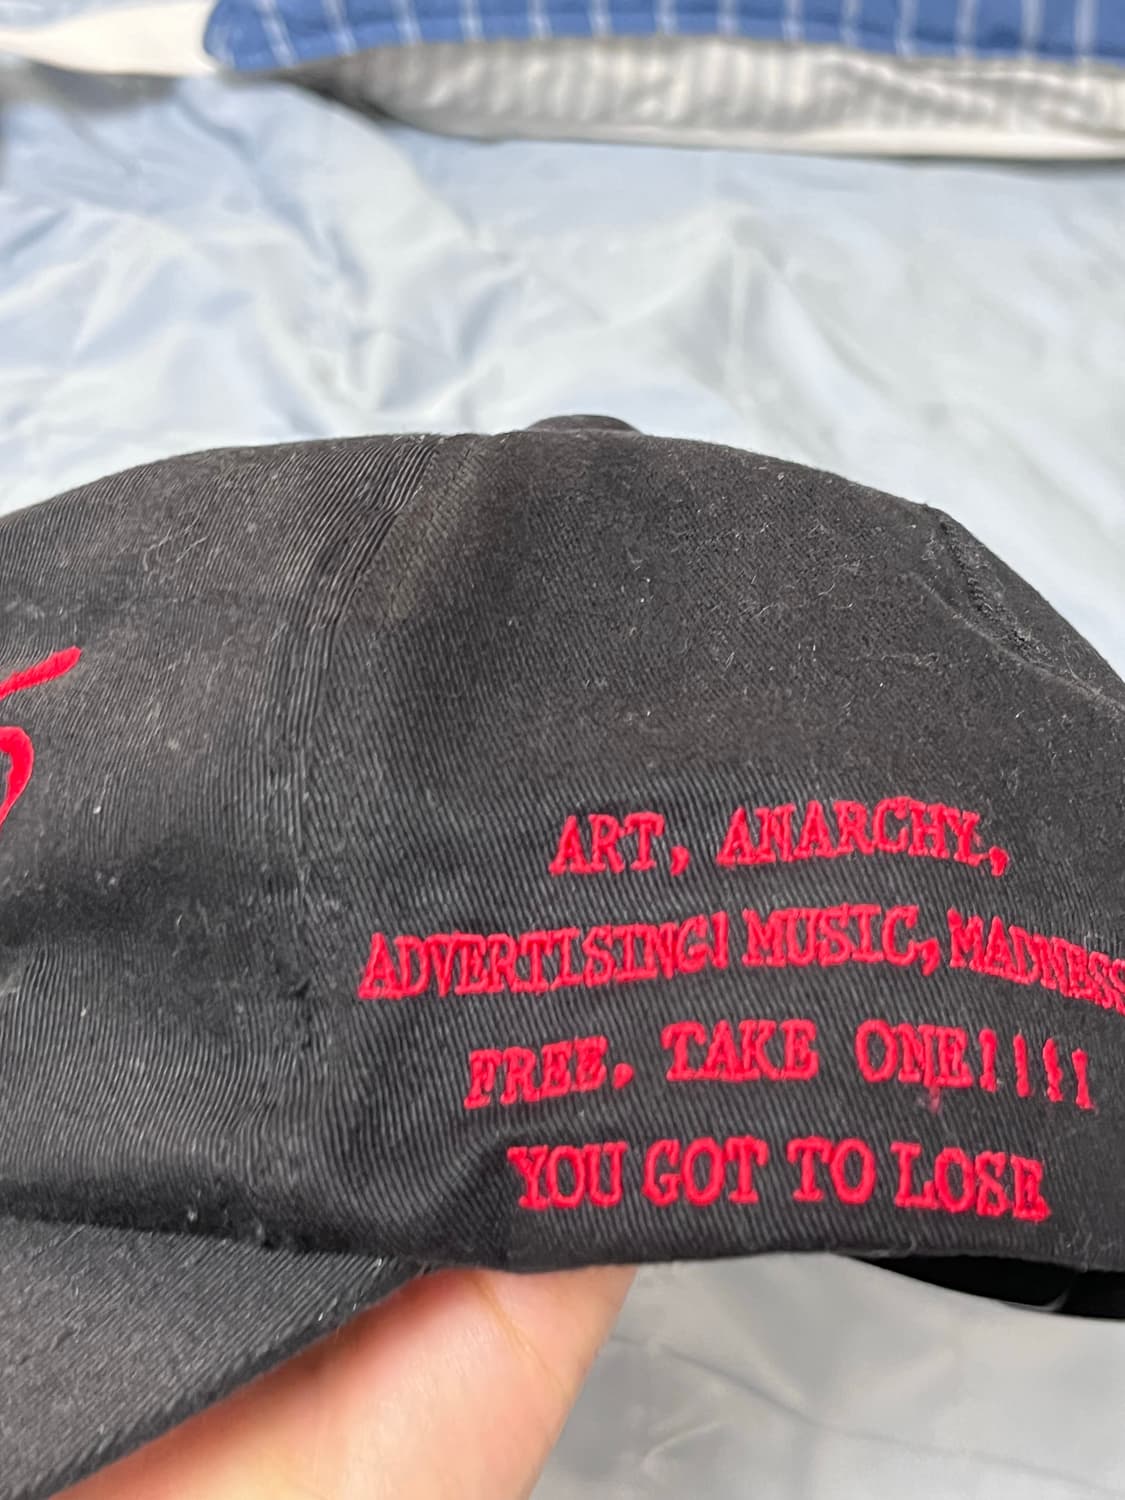 ART, ANARCHY,
ADVERTISING! MUSIC, MADNESS
FREE. TAKE ONE!!!!
YOU GOT TO LOSE